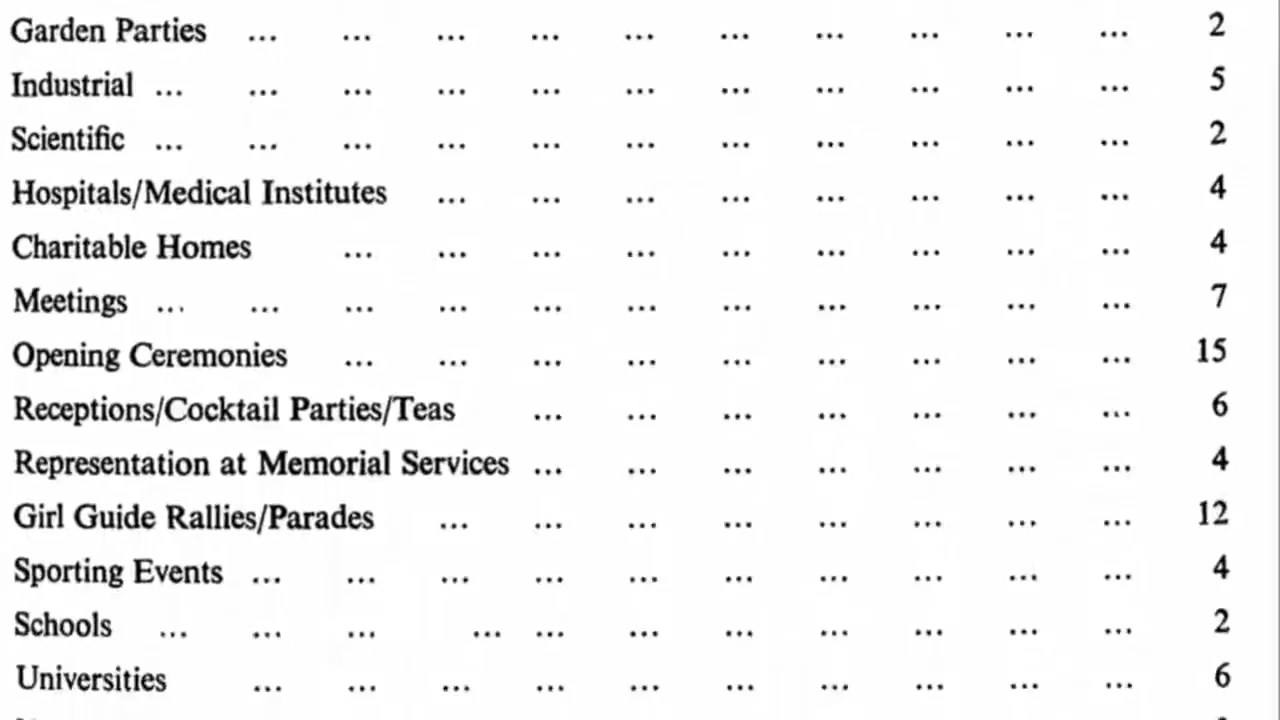 Garden Parties ... ... ... ... ... ... ... ... ... ... 2
Industrial ... ... ... ... ... ... ... ... ... ... ... 5
Scientific ... ... ... ... ... ... ... ... ... ... ... 2
Hospitals/Medical Institutes ... ... ... ... ... ... ... ... 4
Charitable Homes ... ... ... ... ... ... ... ... ... 4
Meetings ... ... ... ... ... ... ... ... ... ... ... 7
Opening Ceremonies ... ... ... ... ... ... ... ... ... 15
Receptions/Cocktail Parties/Teas ... ... ... ... ... ... ... 6
Representation at Memorial Services ... ... ... ... ... ... ... 4
Girl Guide Rallies/Parades ... ... ... ... ... ... ... ... 12
Sporting Events ... ... ... ... ... ... ... ... ... ... 4
Schools ... ... ... ... ... ... ... ... ... ... ... 2
Universities ... ... ... ... ... ... ... ... ... ... 6